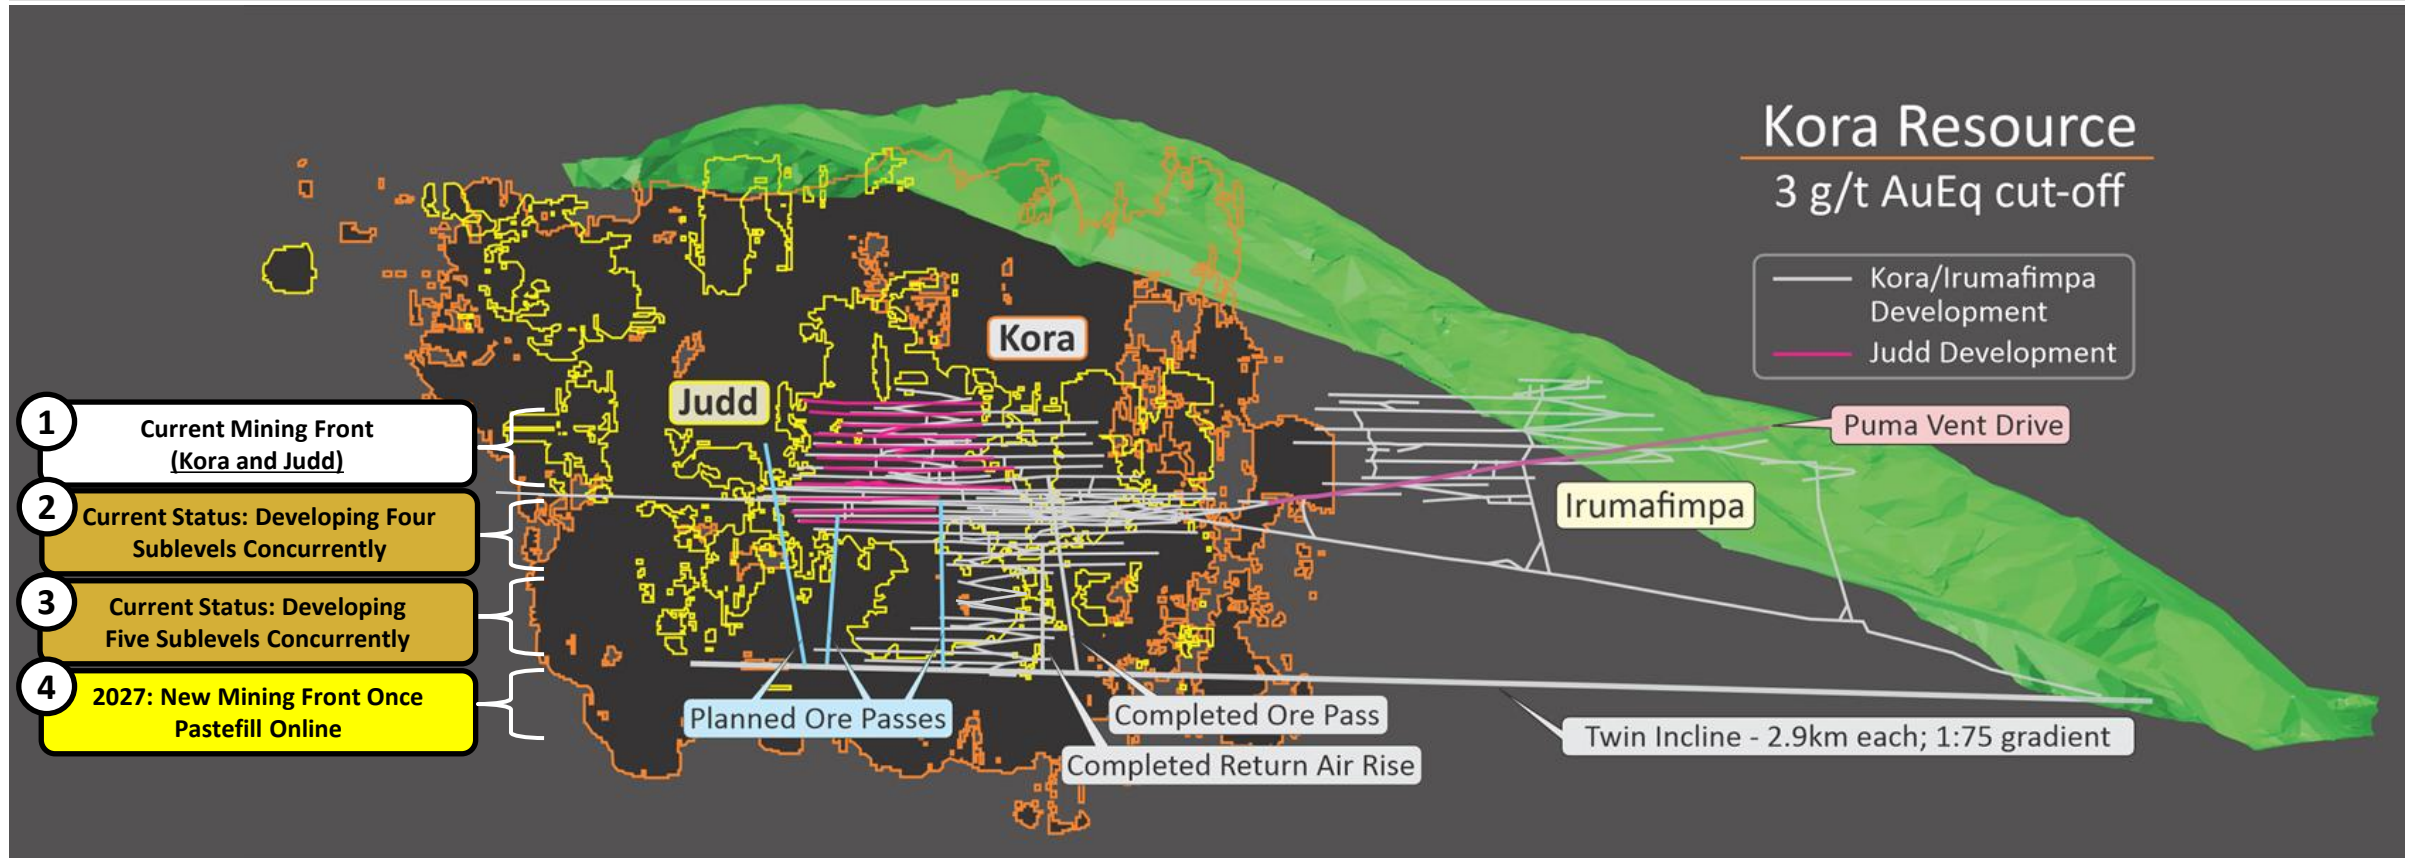 Kora Resource
3 g/t AuEq cut-off
Kora/Irumafimpa
Development
Judd Development
Kora
Judd
1
Current Mining Front
(Kora and Judd)
2
Current Status: Developing Four
Sublevels Concurrently
3
Current Status: Developing
Five Sublevels Concurrently
4
2027: New Mining Front Once
Pastefill Online
Puma Vent Drive
Irumafimpa
Planned Ore Passes
Completed Ore Pass
Completed Return Air Rise
Twin Incline - 2.9km each; 1:75 gradient